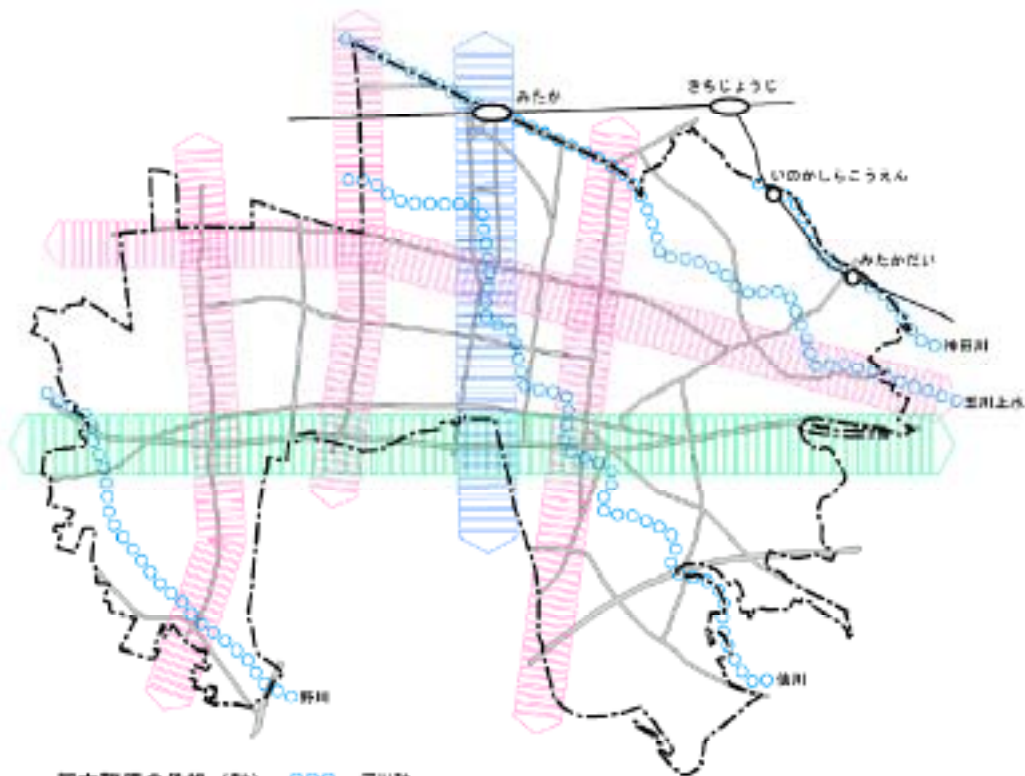 みたか
きちじょうじ
いのかしらこうえん
みたかだい
神田川
玉川上水
仙川
野川